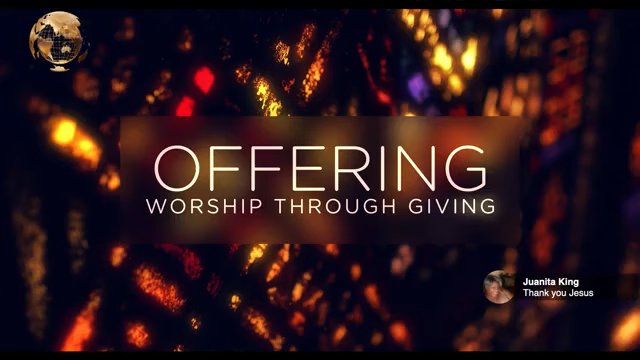 OFFERING
WORSHIP THROUGH GIVING
Juanita King
Thank you Jesus